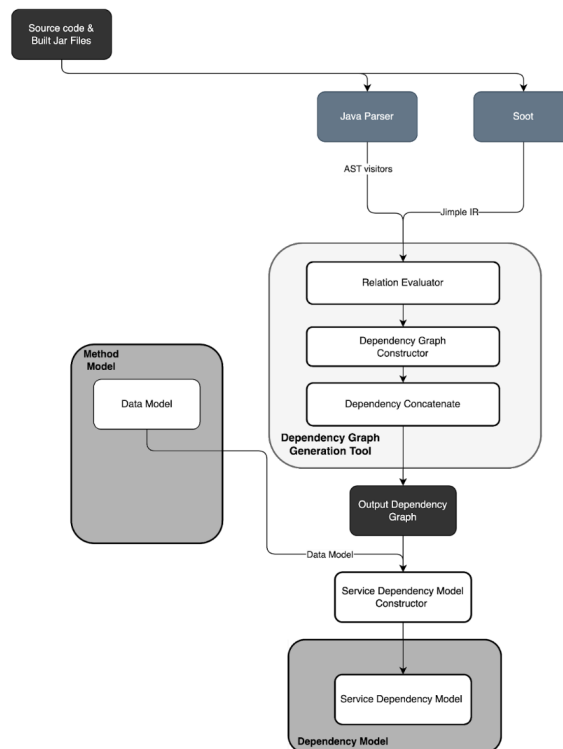 Source code &
Built Jar Files
Java Parser
Soot
AST visitors
Jimple IR
Relation Evaluator
Dependency Graph
Constructor
Method
Model
Data Model
Dependency Concatenate
Dependency Graph
Generation Tool
Output Dependency
Graph
Data Model
Service Dependency Model
Constructor
Service Dependency Model
Dependency Model